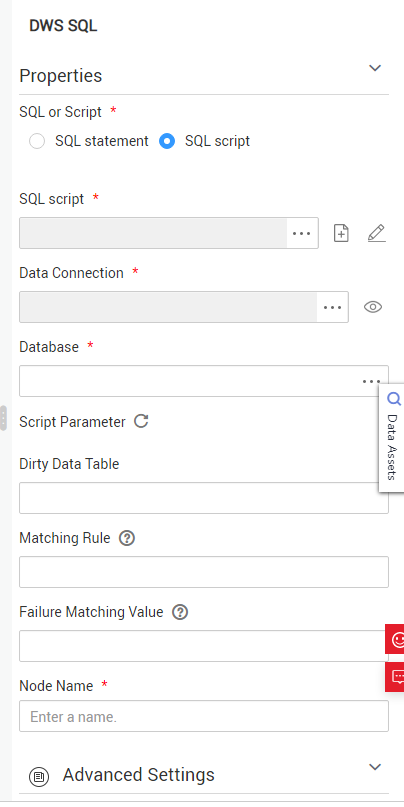 DWS SQL
Properties
SQL or Script *
SQL statement SQL script
SQL script *
Data Connection *
Database *
Script Parameter
Data Assets
Dirty Data Table
Matching Rule ?
Failure Matching Value ?
Node Name *
Enter a name.
Advanced Settings